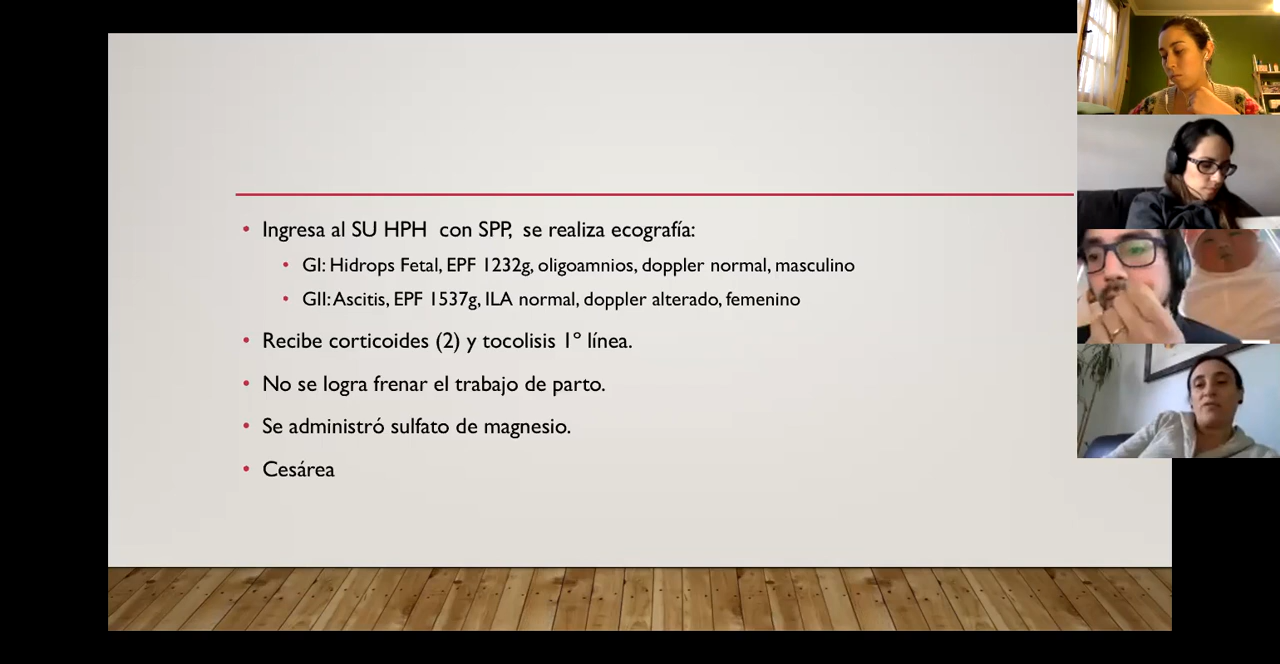 Ingresa al SU HPH con SPP, se realiza ecografía:
GI: Hidrops Fetal, EPF 1232g, oligoamnios, doppler normal, masculino
GII: Ascitis, EPF 1537g, ILA normal, doppler alterado, femenino
Recibe corticoides (2) y tocolisis 1º línea.
No se logra frenar el trabajo de parto.
Se administró sulfato de magnesio.
Cesárea